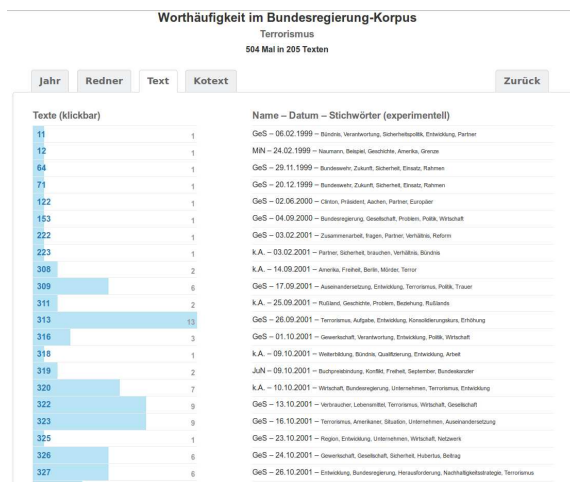 Worthäufigkeit im Bundesregierung-Korpus
Terrorismus
504 Mal in 205 Texten
Jahr Redner Text Kotext Zurück
Texte (klickbar) Name – Datum – Stichwörter (experimentell)
11 1 GeS – 06.02.1999 – Bündnis, Verantwortung, Sicherheitspolitik, Entwicklung, Partner
12 1 MiN – 24.02.1999 – Naumann, Beispiel, Geschichte, Amerika, Grenze
64 1 GeS – 29.11.1999 – Bundeswehr, Zukunft, Sicherheit, Einsatz, Rahmen
71 1 GeS – 20.12.1999 – Bundeswehr, Zukunft, Sicherheit, Einsatz, Rahmen
122 1 GeS – 02.06.2000 – Clinton, Präsident, Aachen, Partner, Europäer
153 1 GeS – 04.09.2000 – Bundesregierung, Gesellschaft, Problem, Politik, Wirtschaft
222 1 GeS – 03.02.2001 – Zusammenarbeit, fragen, Partner, Verhältnis, Reform
223 1 k.A. – 03.02.2001 – Partner, Sicherheit, brauchen, Verhältnis, Bündnis
308 2 k.A. – 14.09.2001 – Amerika, Freiheit, Berlin, Mörder, Terror
309 6 GeS – 17.09.2001 – Auseinandersetzung, Entwicklung, Terrorismus, Politik, Trauer
311 2 k.A. – 25.09.2001 – Rußland, Geschichte, Problem, Beziehung, Rußlands
313 13 GeS – 26.09.2001 – Terrorismus, Aufgabe, Entwicklung, Konsolidierungskurs, Erhöhung
316 3 GeS – 01.10.2001 – Gewerkschaft, Verantwortung, Entwicklung, Politik, Wirtschaft
318 1 k.A. – 09.10.2001 – Weiterbildung, Bündnis, Qualifizierung, Entwicklung, Arbeit
319 2 JuN – 09.10.2001 – Buchpreisbindung, Konflikt, Freiheit, September, Bundeskanzler
320 7 k.A. – 10.10.2001 – Wirtschaft, Bundesregierung, Unternehmen, Terrorismus, Entwicklung
322 9 GeS – 13.10.2001 – Verbraucher, Lebensmittel, Terrorismus, Wirtschaft, Gesellschaft
323 9 GeS – 16.10.2001 – Terrorismus, Amerikaner, Situation, Unternehmen, Auseinandersetzung
325 1 GeS – 23.10.2001 – Region, Entwicklung, Unternehmen, Wirtschaft, Netzwerk
326 6 GeS – 24.10.2001 – Gewerkschaft, Gesellschaft, Sicherheit, Hubertus, Beitrag
327 6 GeS – 26.10.2001 – Entwicklung, Bundesregierung, Herausforderung, Nachhaltigkeitsstrategie, Terrorismus